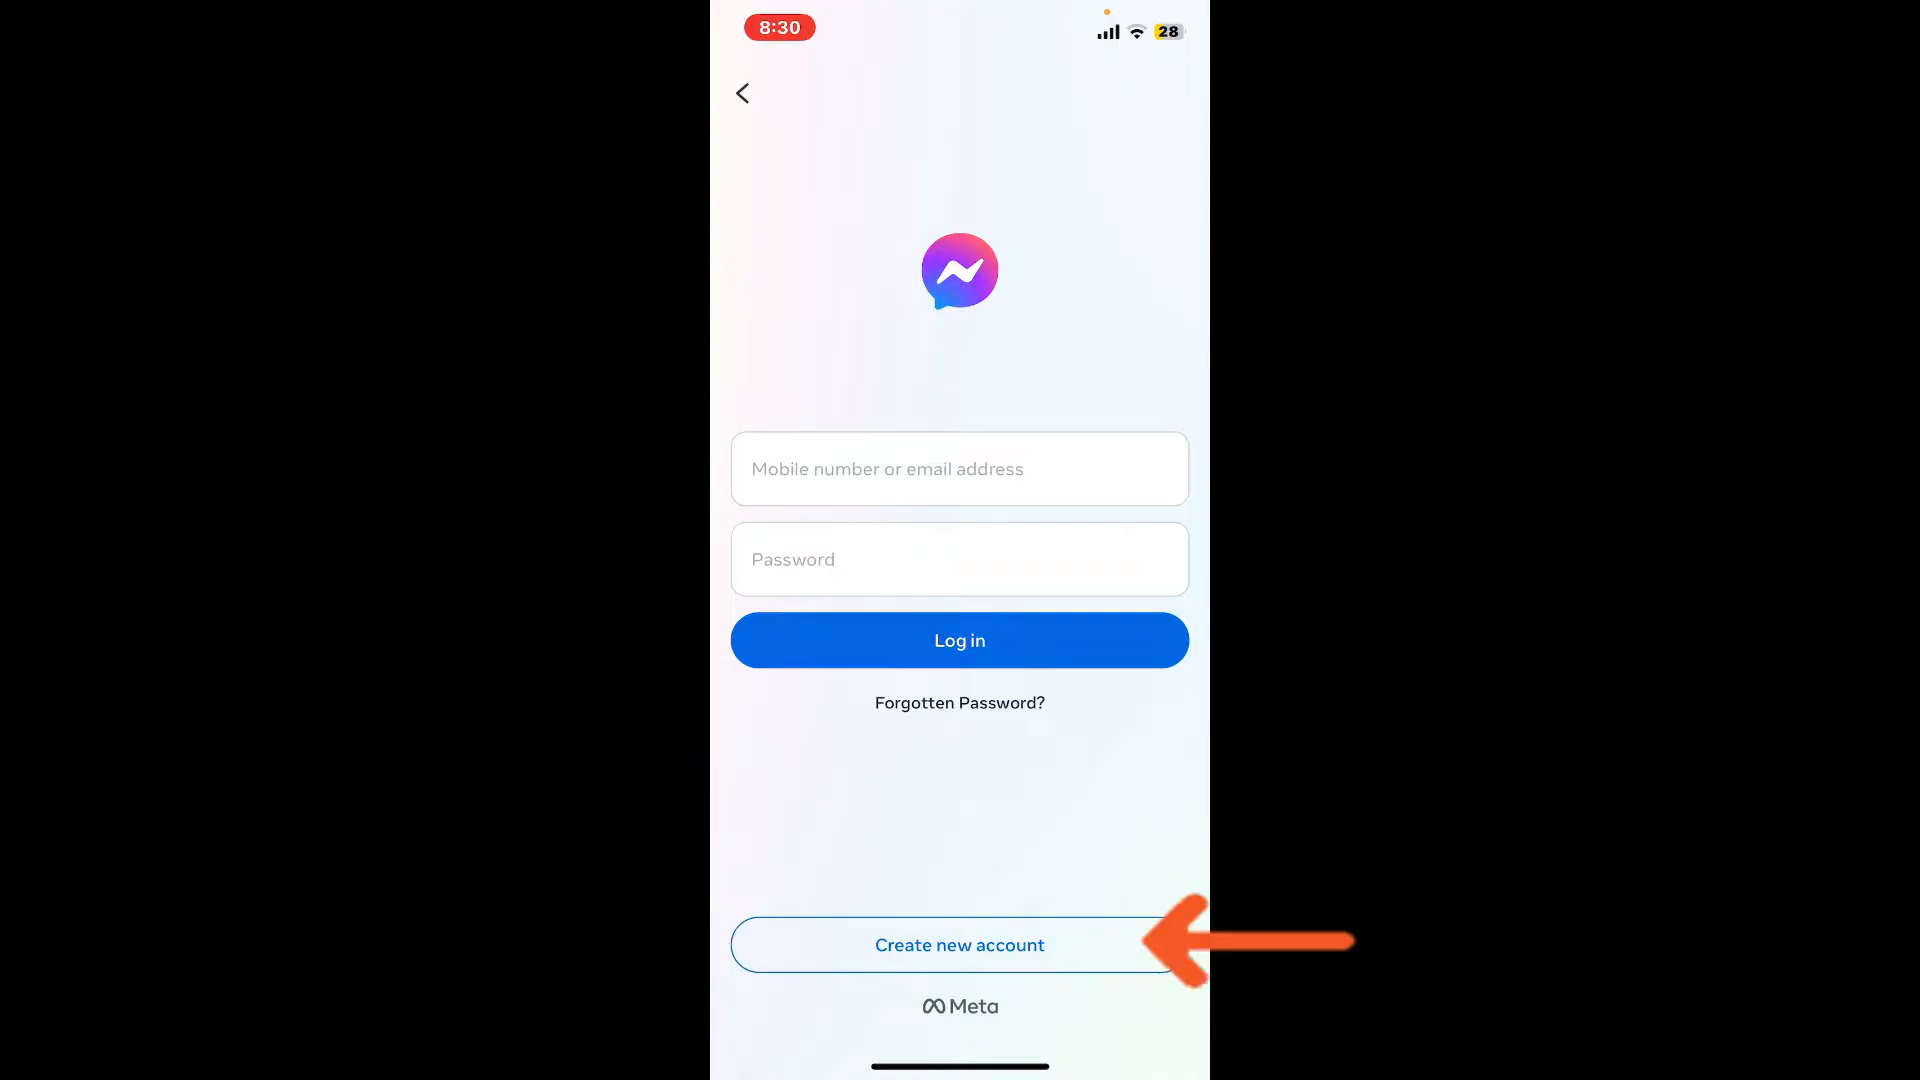 8:30
28
Mobile number or email address
Password
Log in
Forgotten Password?
Create new account
Meta